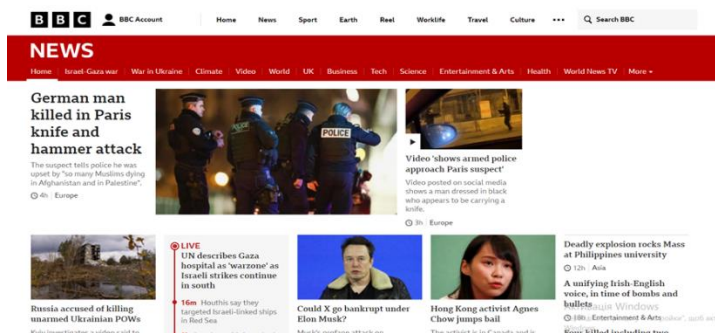 BBC
BBC Account
Home
News
Sport
Earth
Reel
Worklife
Travel
Culture
Search BBC
NEWS
Home
Israel-Gaza war
War in Ukraine
Climate
Video
World
UK
Business
Tech
Science
Entertainment & Arts
Health
World News TV
More
German man
killed in Paris
knife and
hammer attack
The suspect tells police he was
upset by "so many Muslims dying
in Afghanistan and in Palestine".
4h
Europe
POLICE
Video 'shows armed police
approach Paris suspect'
Video posted on social media
shows a man dressed in black
who appears to be carrying a
knife.
3h
Europe
Russia accused of killing
unarmed Ukrainian POWs
LIVE
UN describes Gaza
hospital as 'warzone' as
Israeli strikes continue
in south
16m Houthis say they
targeted Israeli-linked ships
in Red Sea
Could X go bankrupt under
Elon Musk?
Hong Kong activist Agnes
Chow jumps bail
Deadly explosion rocks Mass
at Philippines university
12h
Asia
A unifying Irish-English
voice, in time of bombs and
bullets
Entertainment & Arts
Windows